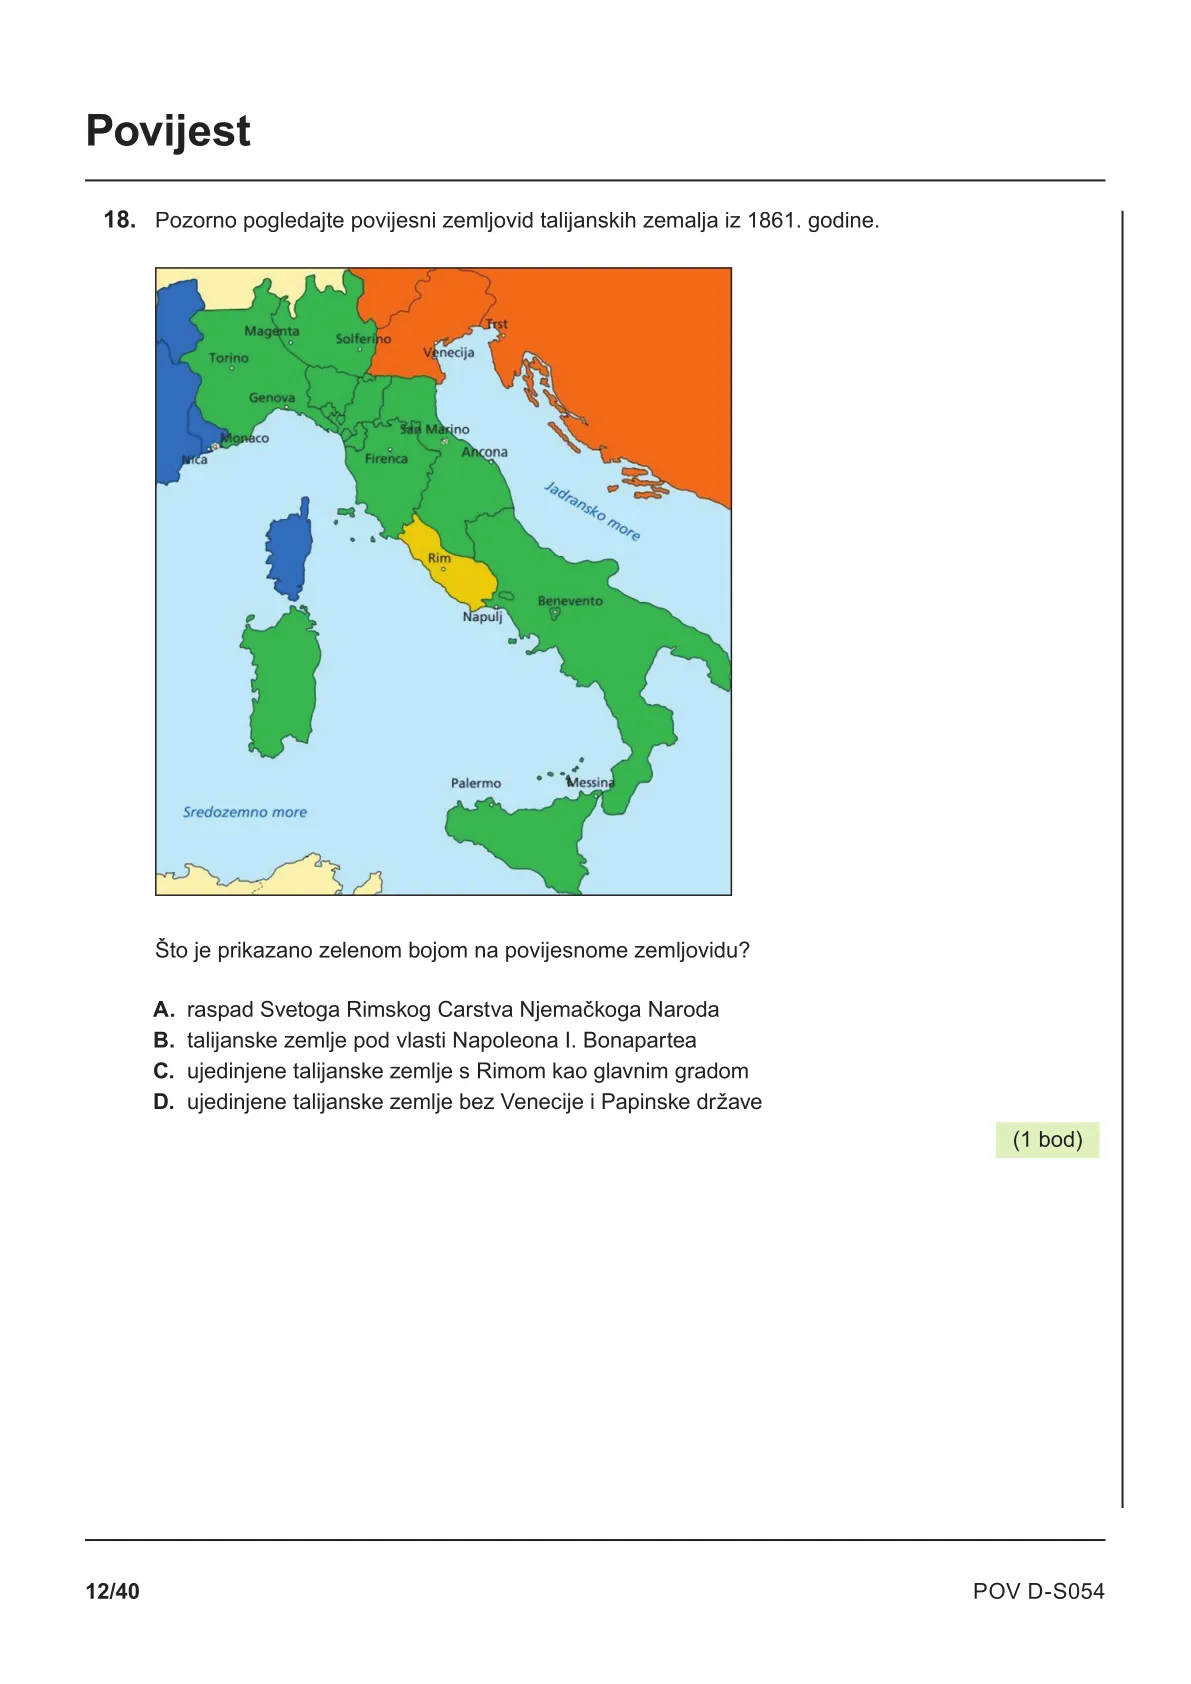 Povijest
18. Pozorno pogledajte povijesni zemljovid talijanskih zemalja iz 1861. godine.
Trst
Magenta
Solferino
Venecija
Torino
Genova
San Marino
Monaco
Ancona
Nica
Firenca
Jadransko more
Rim
Benevento
Napulj
Palermo
Messina
Sredozemno more
Što je prikazano zelenom bojom na povijesnome zemljovidu?
A. raspad Svetoga Rimskog Carstva Njemačkoga Naroda
B. talijanske zemlje pod vlasti Napoleona I. Bonapartea
C. ujedinjene talijanske zemlje s Rimom kao glavnim gradom
D. ujedinjene talijanske zemlje bez Venecije i Papinske države
(1 bod)
12/40
POV D-S054